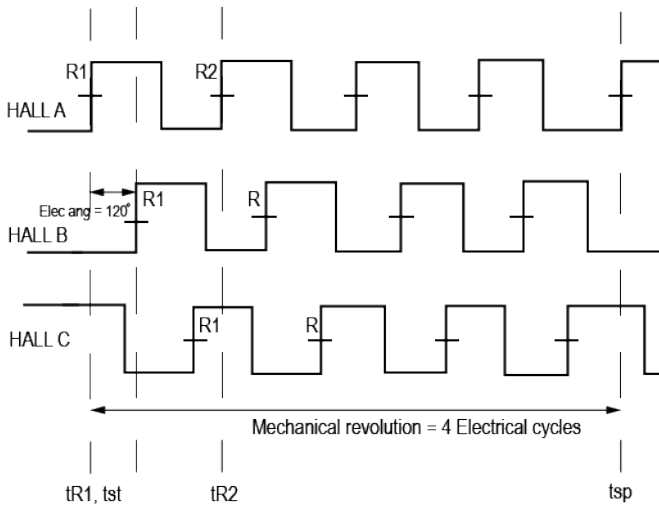 R1
R2
HALL A
R1
R
Elec ang = 120°
HALL B
R1
R
HALL C
Mechanical revolution = 4 Electrical cycles
tR1, tst
tR2
tsp